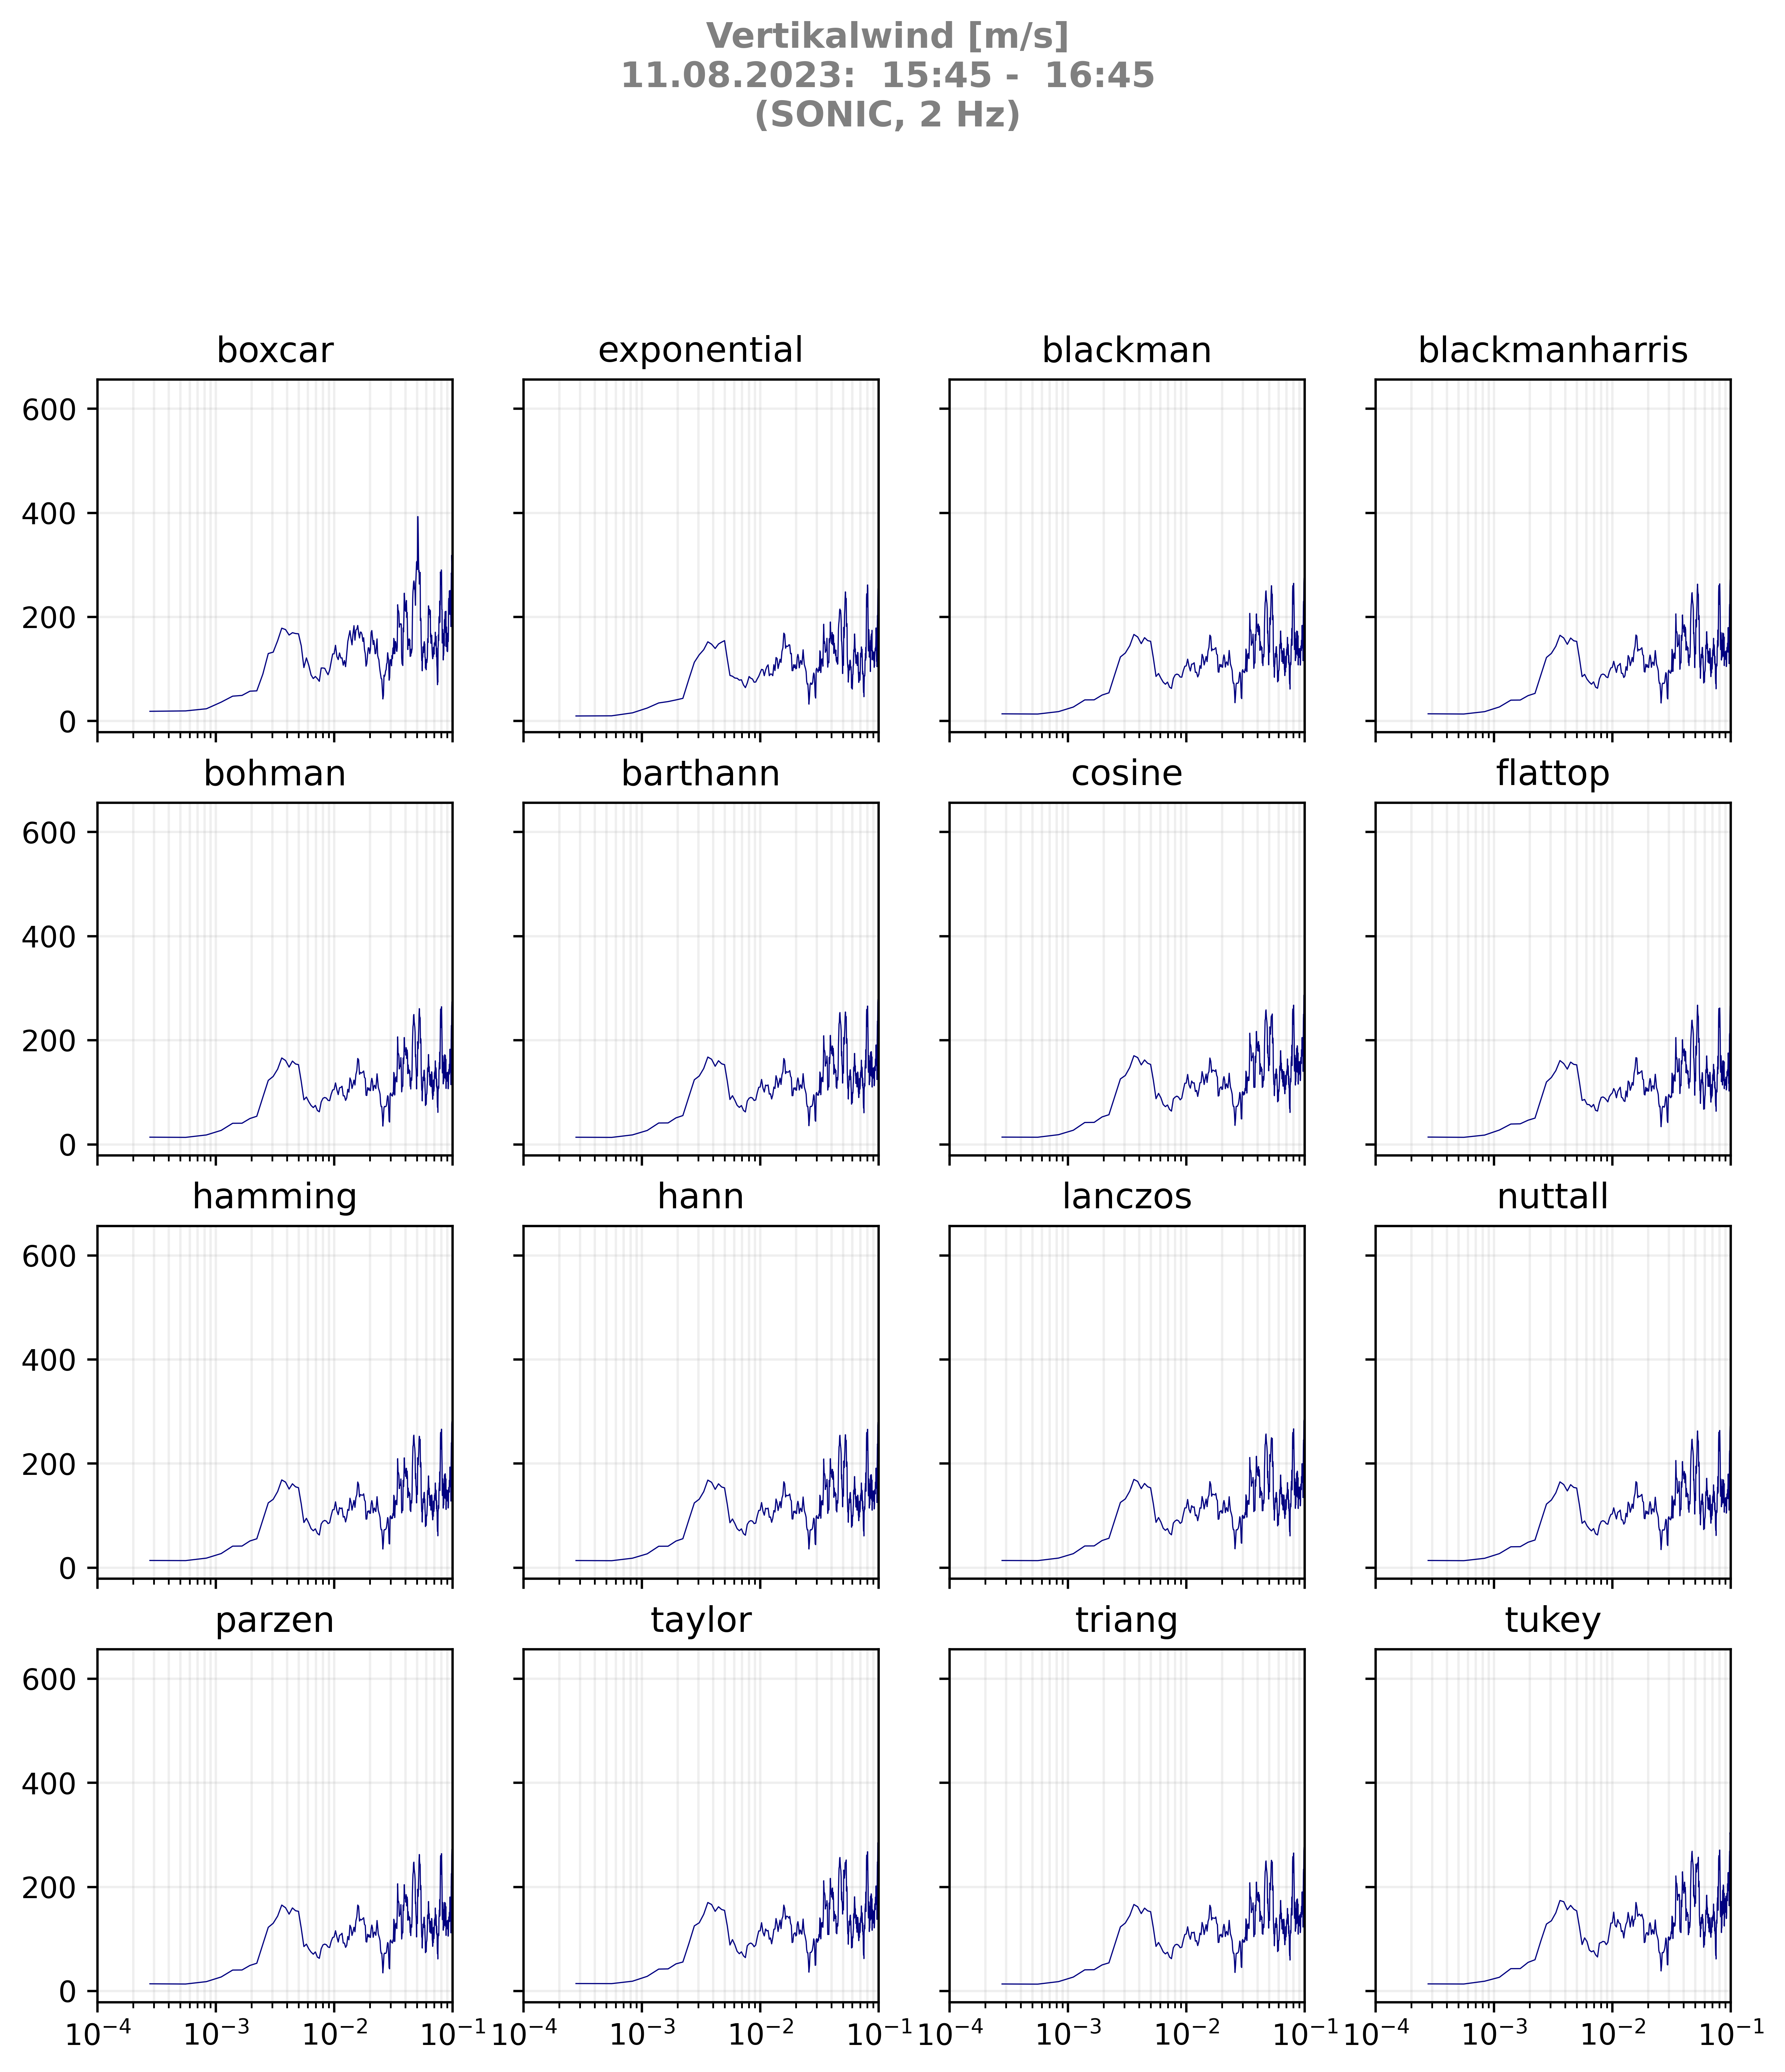 Vertikalwind [m/s]
11.08.2023:  15:45 -  16:45
(SONIC, 2 Hz)
boxcar exponential blackman blackmanharris
600
400
200
0
bohman barthann cosine flattop
600
400
200
0
hamming hann lanczos nuttall
600
400
200
0
parzen taylor triang tukey
600
400
200
0
10⁻⁴ 10⁻³ 10⁻² 10⁻¹ 10⁻⁴ 10⁻³ 10⁻² 10⁻¹ 10⁻⁴ 10⁻³ 10⁻² 10⁻¹ 10⁻⁴ 10⁻³ 10⁻² 10⁻¹